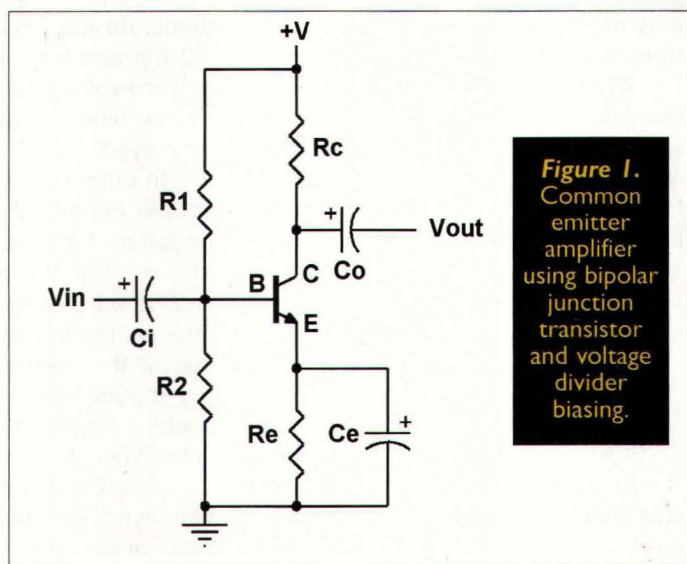 +V
Rc
R1
+
Vout
B
C
Co
Vin
+
E
Ci
R2
Re
Ce
+
Figure 1.
Common
emitter
amplifier
using bipolar
junction
transistor
and voltage
divider
biasing.